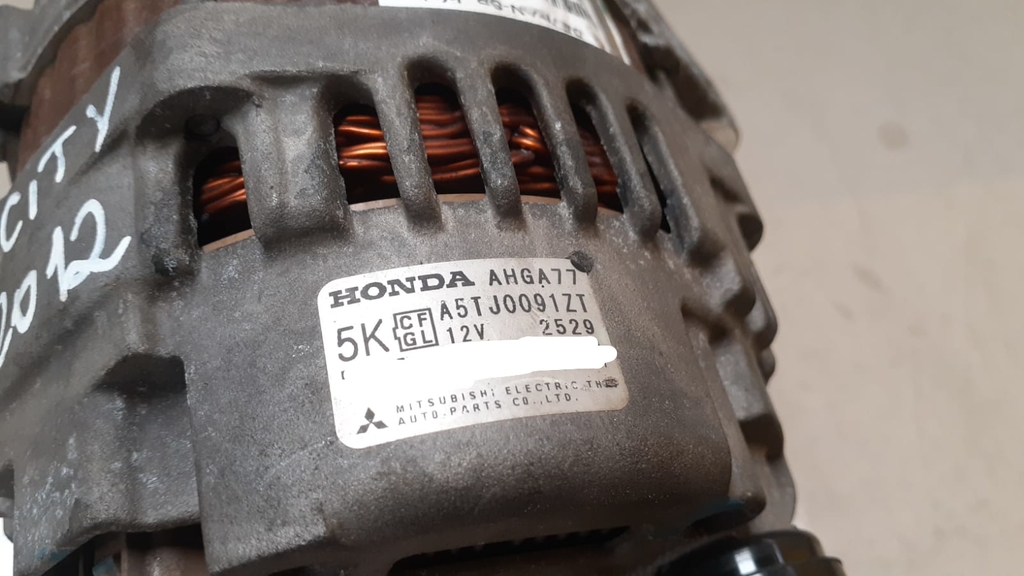 CITY
2012
HONDA AHGA77
5K CF GL A5TJ0091ZT
12V 2529
MITSUBISHI ELECTRIC TH
AUTO-PARTS CO.,LTD.